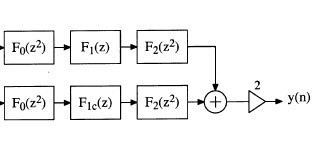 F₀(z²) F₁(z) F₂(z²)
2
F₀(z²) F₁c(z) F₂(z²) + y(n)